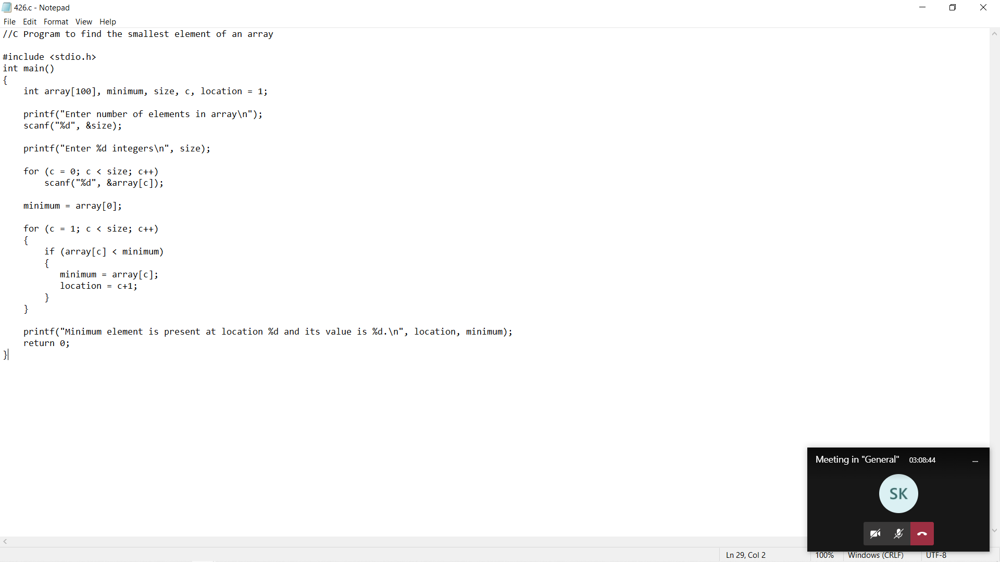 426.c - Notepad
File Edit Format View Help
//C Program to find the smallest element of an array

#include <stdio.h>
int main()
{
    int array[100], minimum, size, c, location = 1;

    printf("Enter number of elements in array\n");
    scanf("%d", &size);

    printf("Enter %d integers\n", size);

    for (c = 0; c < size; c++)
        scanf("%d", &array[c]);

    minimum = array[0];

    for (c = 1; c < size; c++)
    {
        if (array[c] < minimum)
        {
           minimum = array[c];
           location = c+1;
        }
    }

    printf("Minimum element is present at location %d and its value is %d.\n", location, minimum);
    return 0;
}
Meeting in "General" 03:08:44
SK
Ln 29, Col 2 100% Windows (CRLF) UTF-8